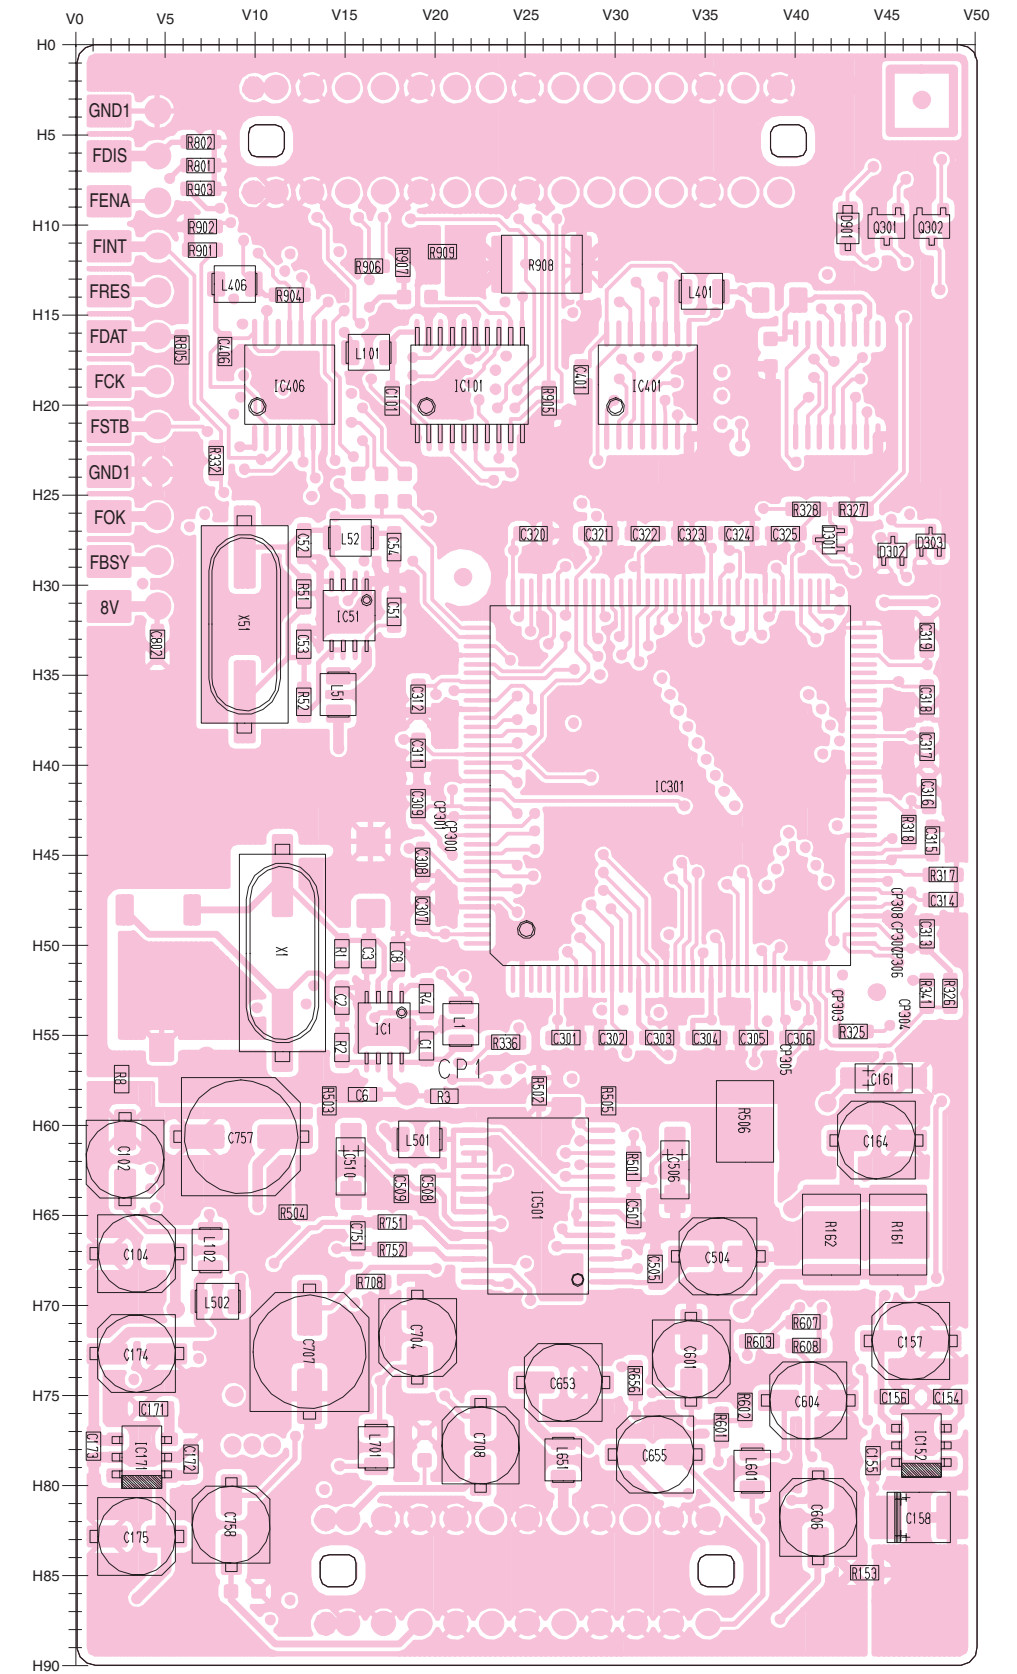 V0 V5 V10 V15 V20 V25 V30 V35 V40 V45 V50
H0
GND1
H5
R802
FDIS
R801
R903
FENA
H10
R902
D901
Q301
Q302
FINT
R901
R906
R907
R909
R908
FRES
L406
R904
L401
H15
FDAT
R805
C406
L101
FCK
IC406
C101
IC101
R905
C401
IC401
H20
FSTB
R332
GND1
H25
FOK
R328
R327
C52
L52
C54
C320
C321
C322
C323
C324
C325
D301
D302
D303
FBSY
H30
R51
8V
X51
IC51
C51
C802
C53
C319
H35
L51
R52
C312
C318
C311
C317
H40
IC301
C309
C316
CP301
CP300
R318
C315
H45
C308
R317
C307
CP308
C314
CP307
C313
CP306
H50
X1
R1
C3
C8
C2
R4
R341
R326
IC1
L1
CP303
CP304
H55
R2
C1
R336
C301
C302
C303
C304
C305
C306
R325
CP305
CP1
R8
R503
C6
R3
R502
R505
C161
R506
H60
C102
C757
L501
C164
C510
R501
C506
C509
C508
IC501
H65
R504
R751
C507
C751
R162
R161
C104
L102
R752
C504
R708
C505
L502
H70
C174
C707
C704
C601
R607
R603
R608
C157
C653
R656
H75
C171
R602
C604
C156
C154
C173
IC171
C172
L701
C708
L651
C655
R601
L601
C155
IC152
H80
C175
C758
C606
C158
H85
R153
H90